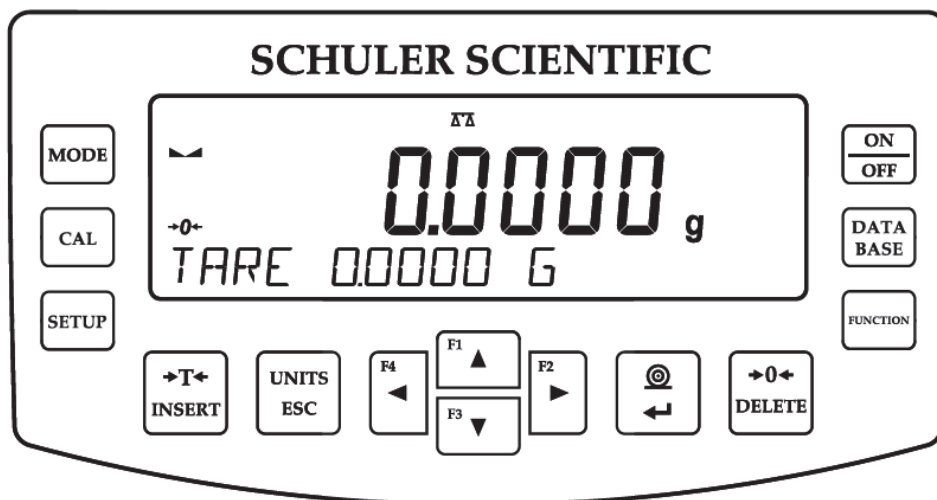 SCHULER SCIENTIFIC
MODE
CAL
SETUP
0.0000 g
→0←
TARE 0.0000 G
ON
OFF
DATA
BASE
FUNCTION
→T←
INSERT
UNITS
ESC
F4
F1
F3
F2
→0←
DELETE